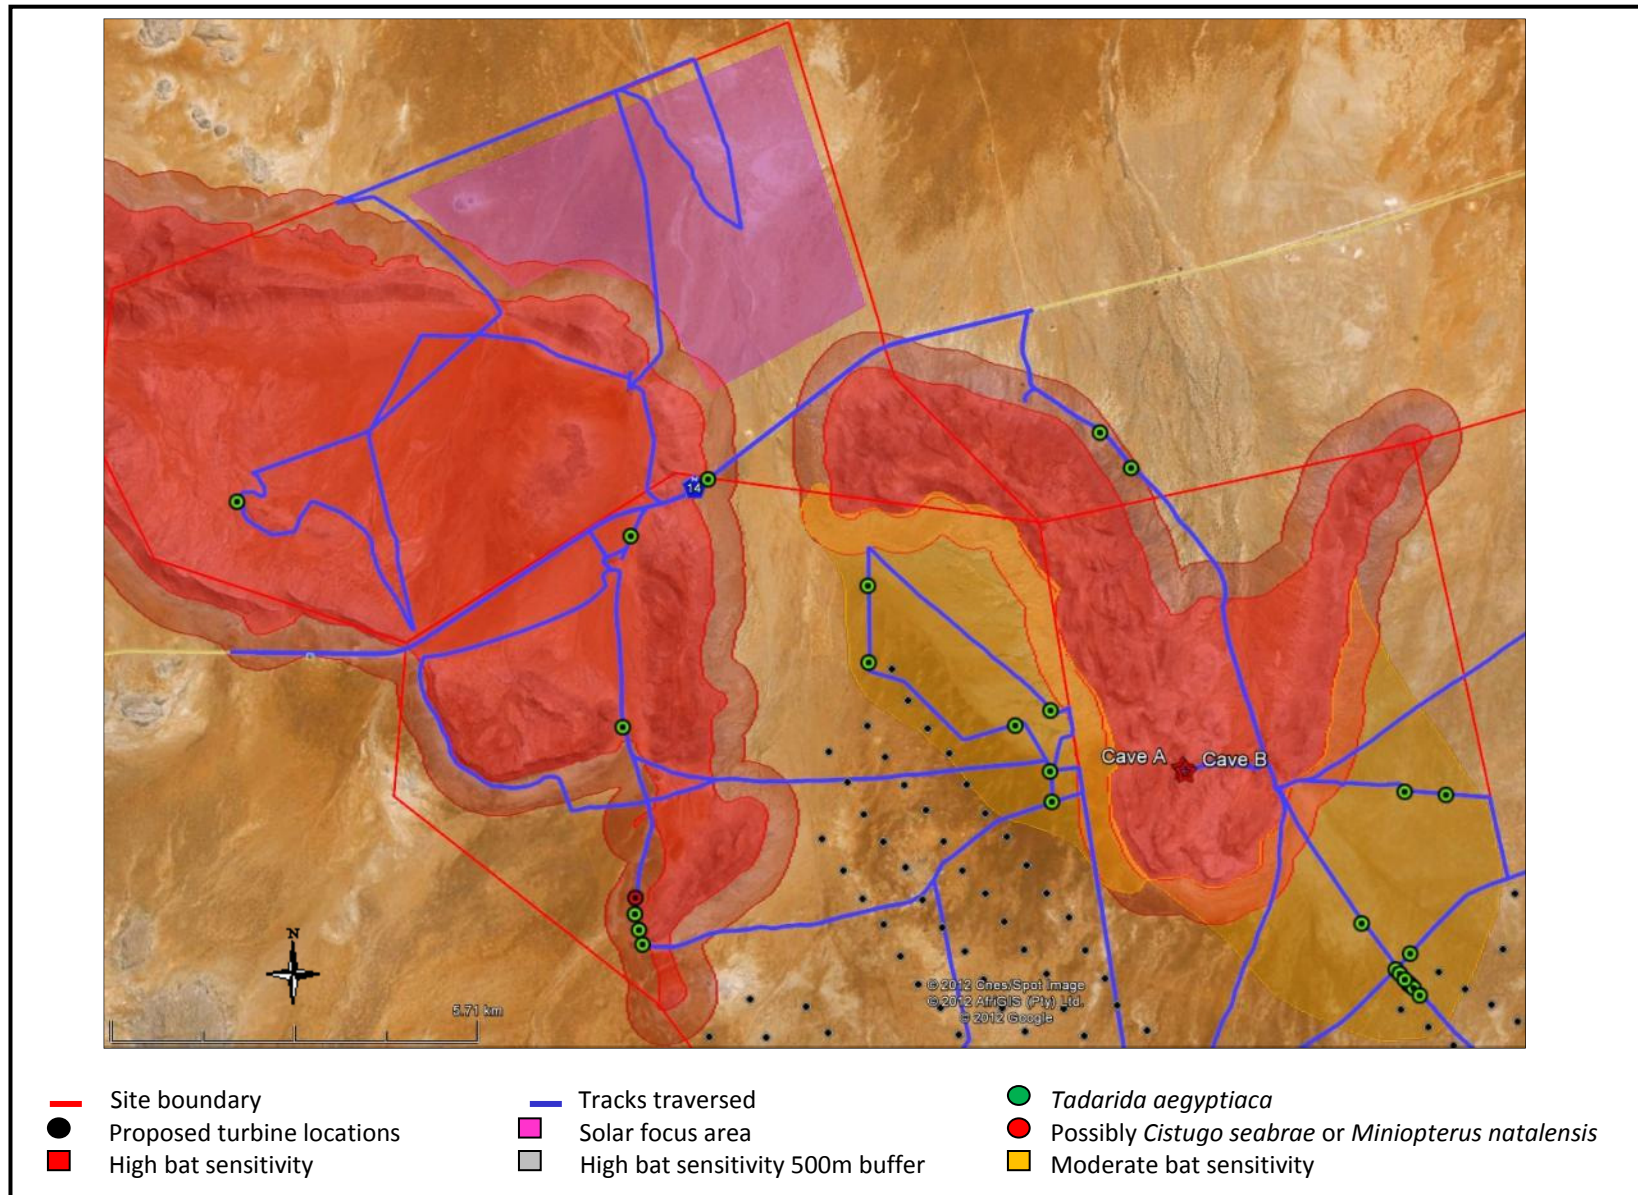 14
Cave A
Cave B
N
5.71 km
© 2012 Cnes/Spot Image
© 2012 AfriGIS (Pty) Ltd.
© 2012 Google
Site boundary
Tracks traversed
Tadarida aegyptiaca
Proposed turbine locations
Solar focus area
Possibly Cistugo seabrae or Miniopterus natalensis
High bat sensitivity
High bat sensitivity 500m buffer
Moderate bat sensitivity